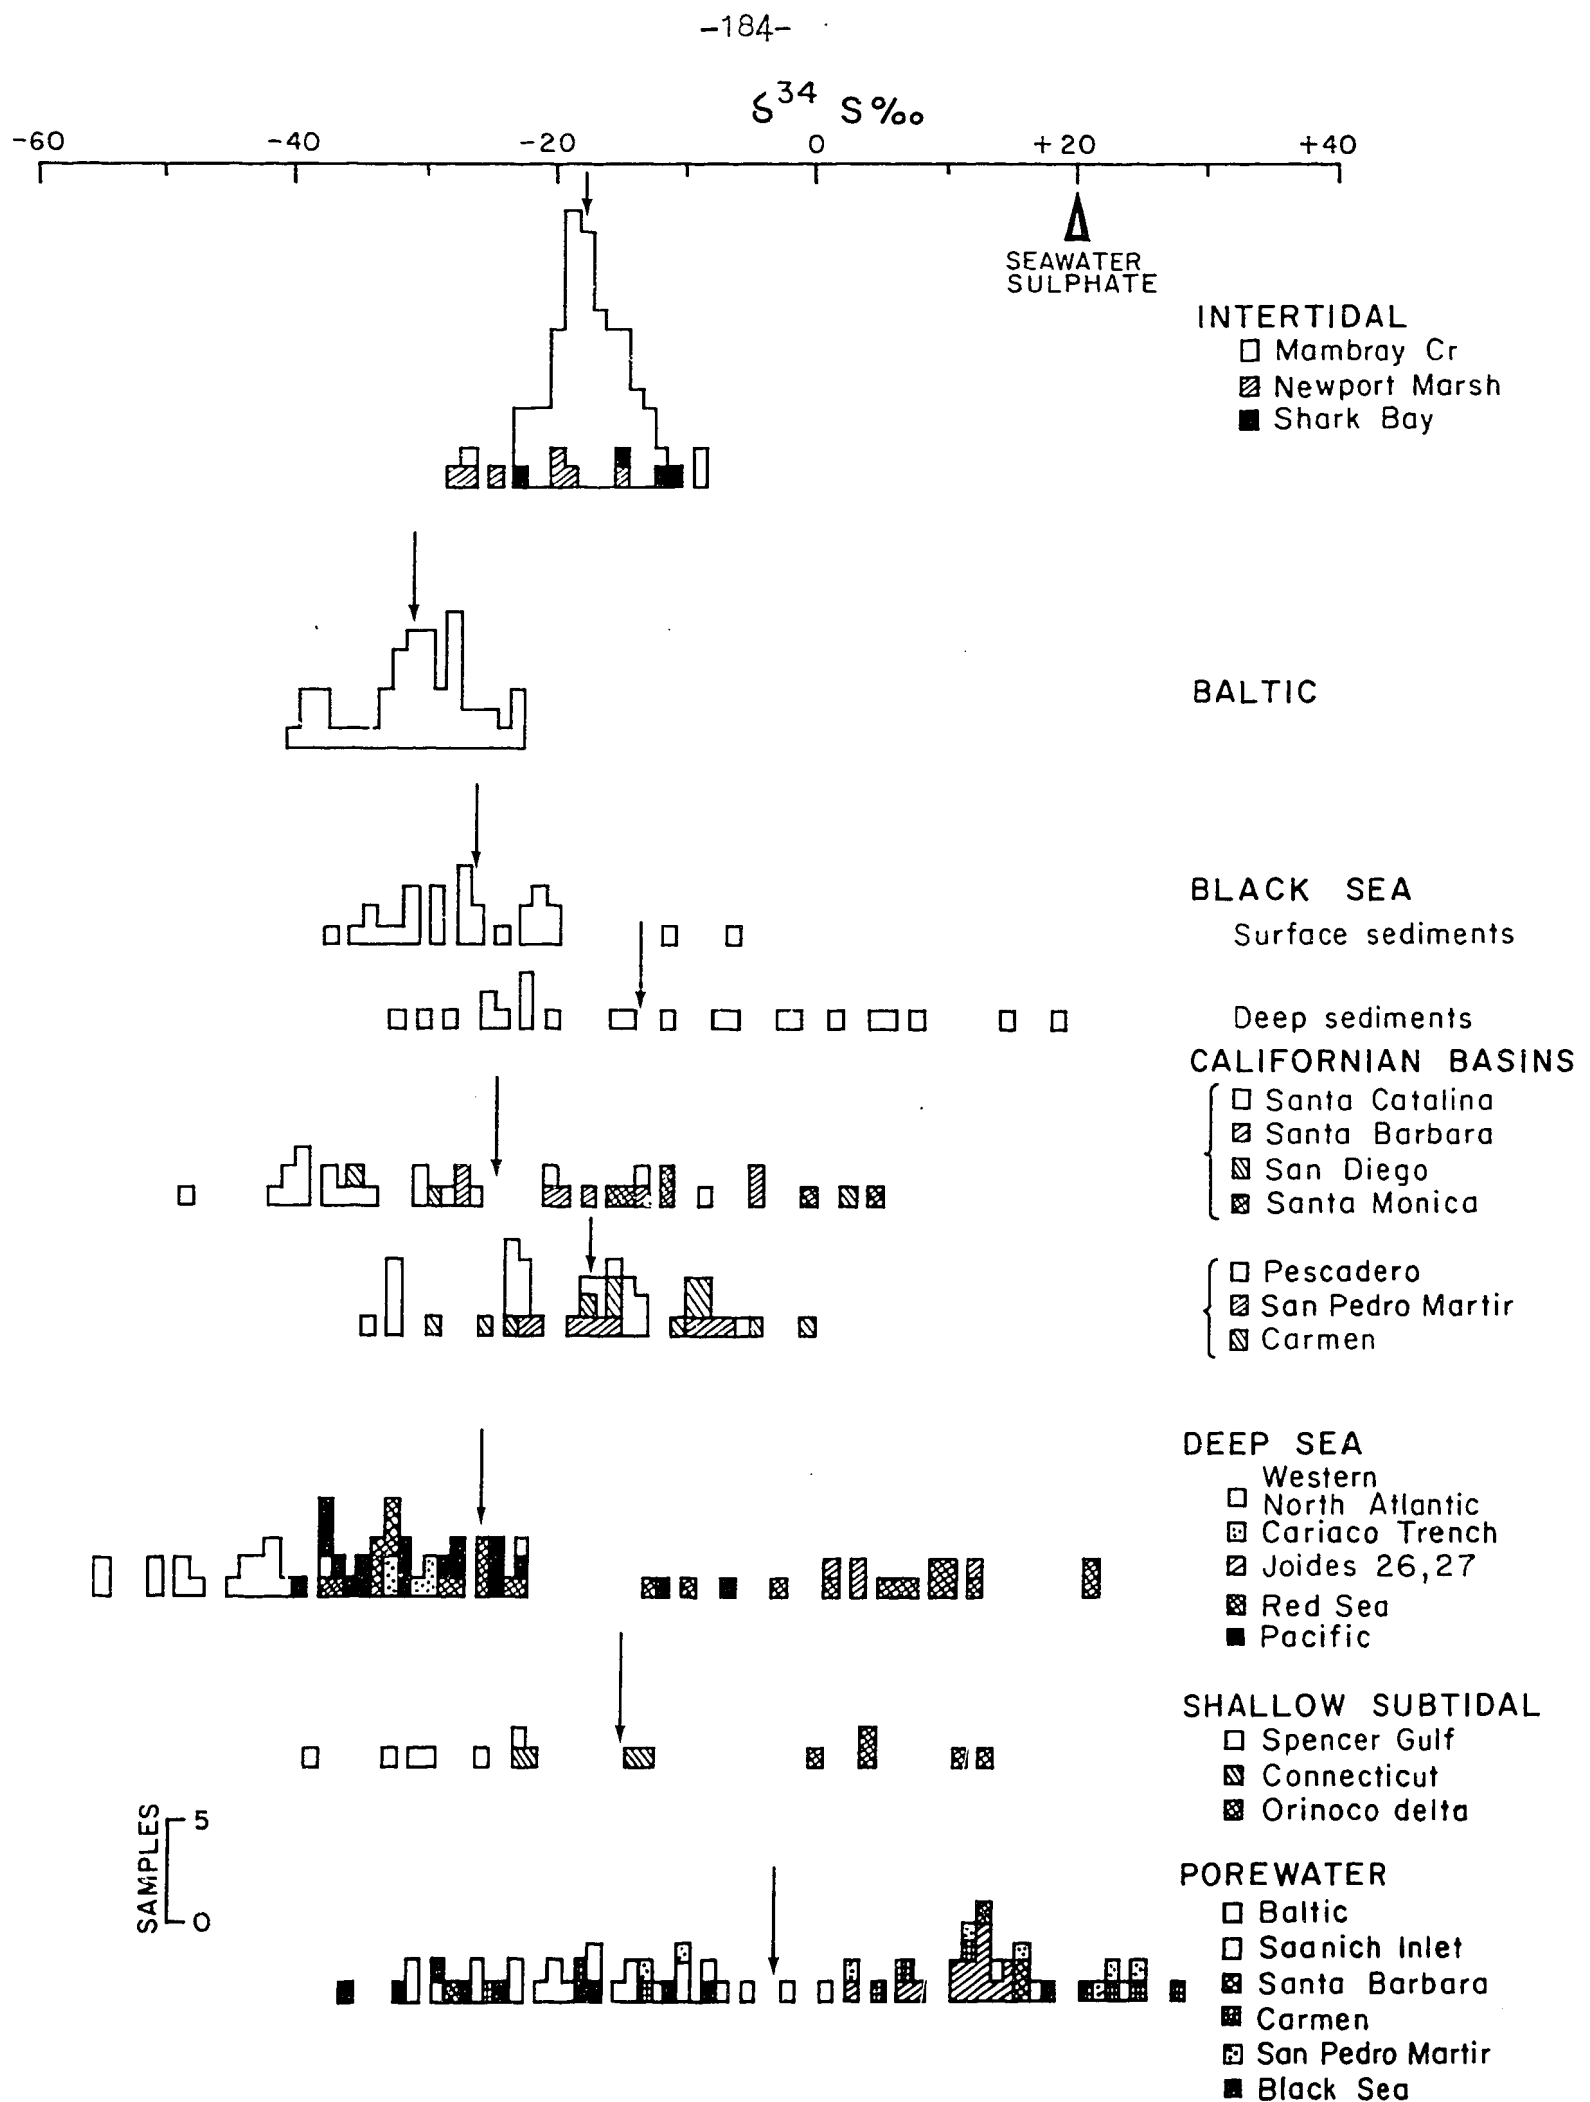 -184-
δ34 S‰
-60 -40 -20 0 +20 +40
SEAWATER
SULPHATE
INTERTIDAL
Mambray Cr
Newport Marsh
Shark Bay
BALTIC
BLACK SEA
Surface sediments
Deep sediments
CALIFORNIAN BASINS
Santa Catalina
Santa Barbara
San Diego
Santa Monica
Pescadero
San Pedro Martir
Carmen
DEEP SEA
Western
North Atlantic
Cariaco Trench
Joides 26,27
Red Sea
Pacific
SHALLOW SUBTIDAL
Spencer Gulf
Connecticut
Orinoco delta
SAMPLES
5
0
POREWATER
Baltic
Saanich Inlet
Santa Barbara
Carmen
San Pedro Martir
Black Sea